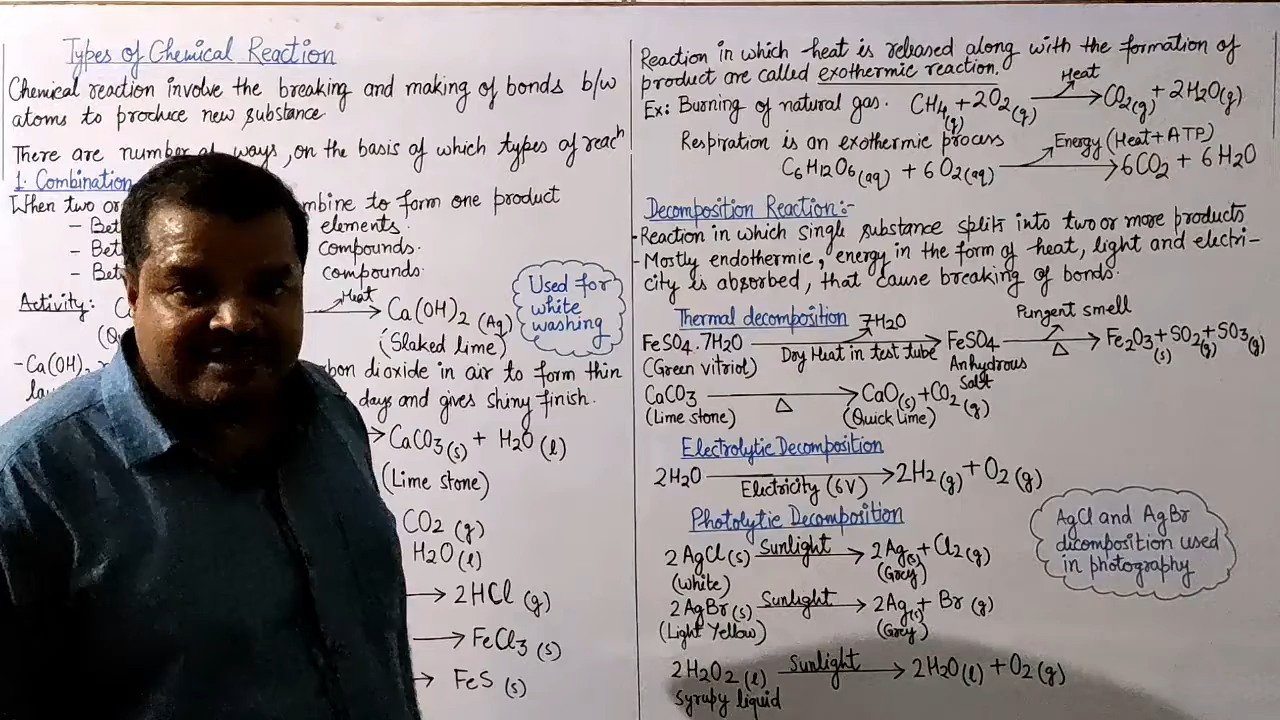 Types of Chemical Reaction
Chemical reaction involve the breaking and making of bonds b/w
atoms to produce new substance
There are number of ways, on the basis of which types of reacⁿ
1. Combination
When two or mbine to form one product
- Bet elements.
- Bet compounds.
- Bet compounds.
Activity: C Heat Ca(OH)2 (Aq)
(Slaked lime)
Used for
white
washing
- Ca(OH)2 bon dioxide in air to form thin
days and gives shiny finish.
→ CaCO3(s) + H2O(l)
(Lime stone)
CO2 (g)
H2O(l)
→ 2HCl (g)
→ FeCl3 (s)
→ FeS (s)
Reaction in which heat is released along with the formation of
product are called exothermic reaction.
Ex: Burning of natural gas. CH4(g) + 2O2(g) Heat → CO2(g) + 2H2O(g)
Respiration is an exothermic process Energy (Heat+ATP)
C6H12O6(aq) + 6O2(aq) → 6CO2 + 6H2O
Decomposition Reaction:-
- Reaction in which single substance splits into two or more products
- Mostly endothermic, energy in the form of heat, light and electri-
city is absorbed, that cause breaking of bonds.
Thermal decomposition 7H2O Pungent smell
FeSO4.7H2O Dry Heat in test tube → FeSO4 △ → Fe2O3(s) + SO2(g) + SO3(g)
(Green vitriol) Anhydrous Salt
CaCO3 △ → CaO(s) + CO2(g)
(Lime stone) (Quick Lime)
Electrolytic Decomposition
2H2O Electricity (6V) → 2H2(g) + O2(g)
Photolytic Decomposition
2AgCl(s) Sunlight → 2Ag(s) + Cl2(g)
(White) (Grey)
2AgBr(s) Sunlight → 2Ag(s) + Br(g)
(Light Yellow) (Grey)
2H2O2(l) Sunlight → 2H2O(l) + O2(g)
Syrupy liquid
AgCl and AgBr
dicomposition used
in photography